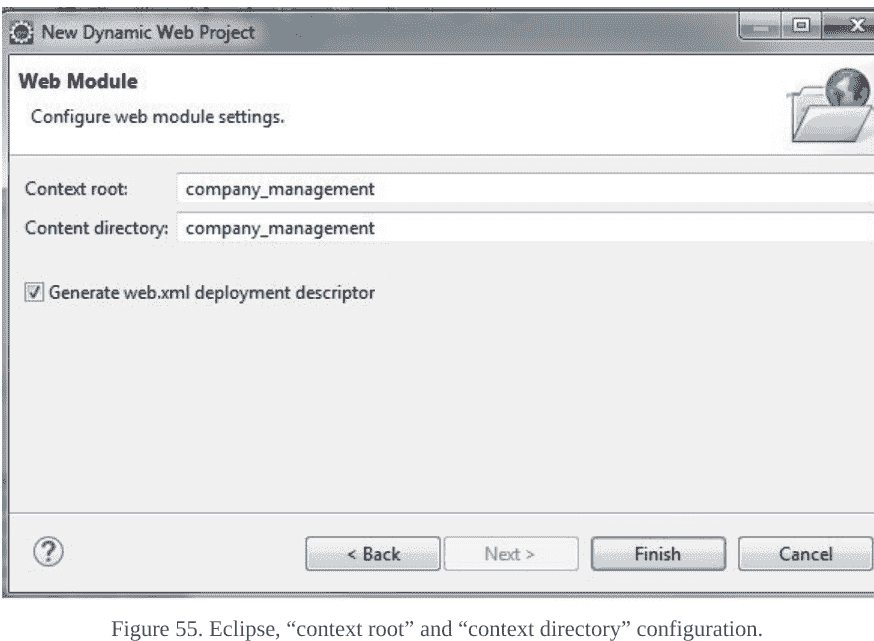 New Dynamic Web Project
Web Module
Configure web module settings.
Context root: company_management
Content directory: company_management
Generate web.xml deployment descriptor
? < Back Next > Finish Cancel
Figure 55. Eclipse, “context root” and “context directory” configuration.